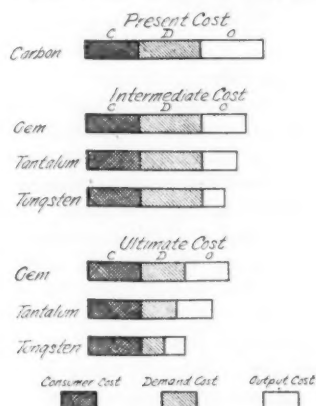 Present Cost
C D O
Carbon
Intermediate Cost
C D O
Gem
Tantalum
Tungsten
Ultimate Cost
C D O
Gem
Tantalum
Tungsten
Consumer Cost Demand Cost Output Cost